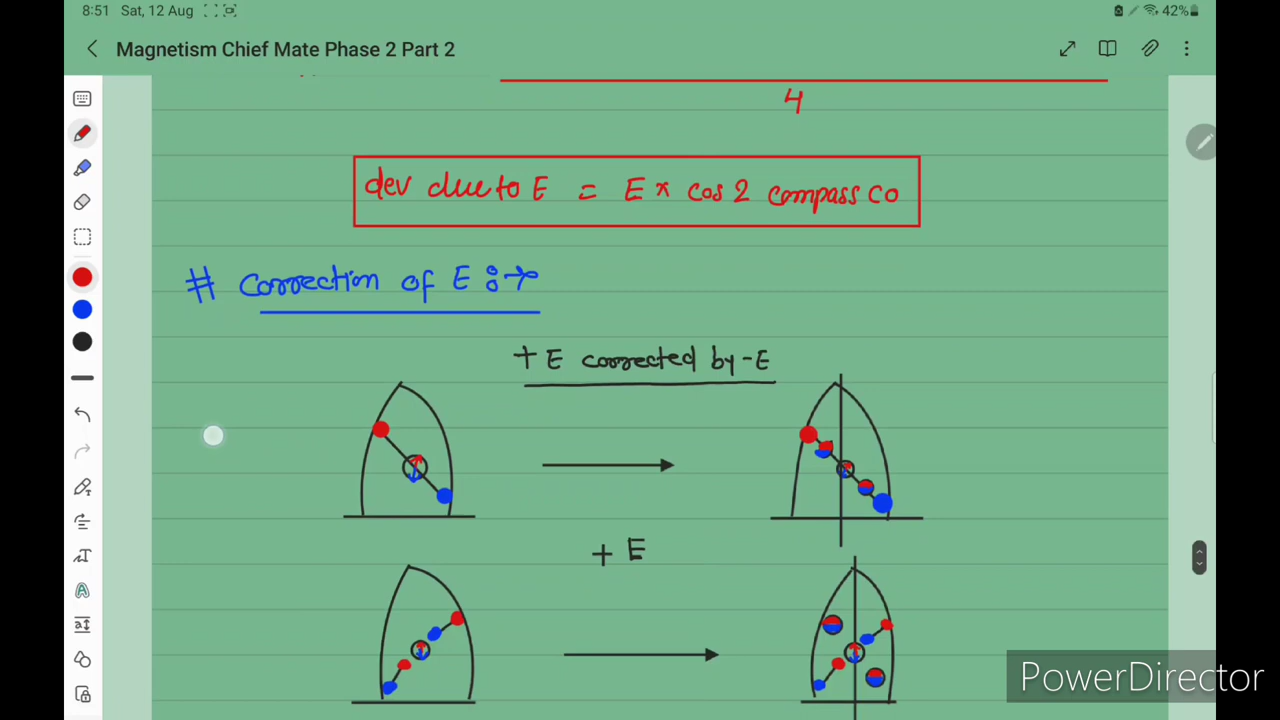 8:51 Sat, 12 Aug
42%
Magnetism Chief Mate Phase 2 Part 2
4
dev due to E = E * cos 2 compass co
# Correction of E :→
+ E corrected by - E
+ E
PowerDirector